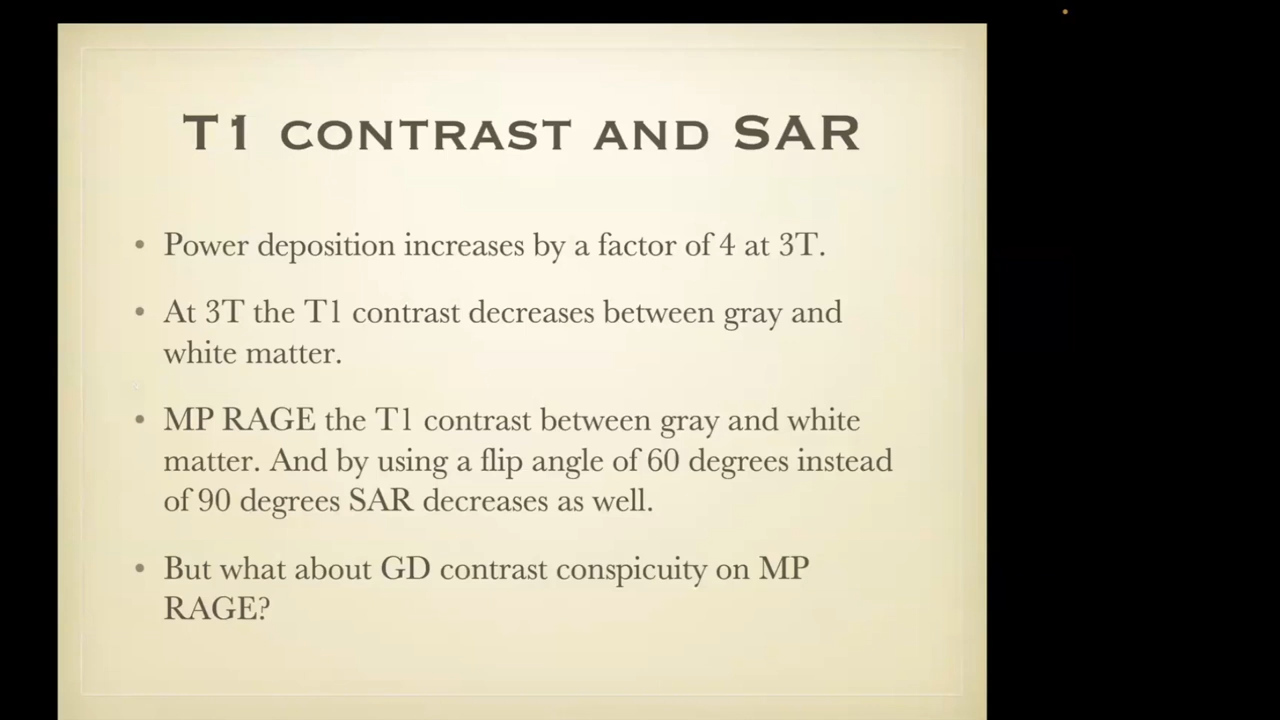 T1 CONTRAST AND SAR
• Power deposition increases by a factor of 4 at 3T.
• At 3T the T1 contrast decreases between gray and
white matter.
• MP RAGE the T1 contrast between gray and white
matter. And by using a flip angle of 60 degrees instead
of 90 degrees SAR decreases as well.
• But what about GD contrast conspicuity on MP
RAGE?